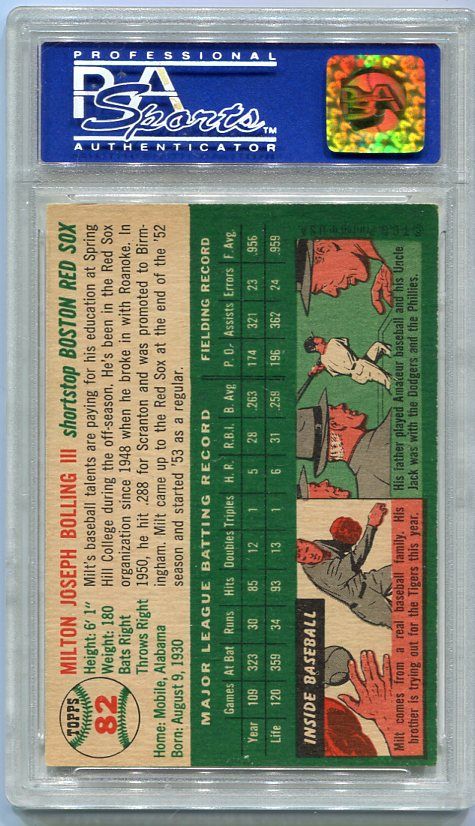 PROFESSIONAL
PSA
Sports™
AUTHENTICATOR
TOPPS
82
MILTON JOSEPH BOLLING III Shortstop BOSTON RED SOX
Height: 6' 1"
Weight: 180
Bats Right
Throws Right
Home: Mobile, Alabama
Born: August 9, 1930
Milt's baseball talents are paying for his education at Spring
Hill College during the off-season. He's been in the Red Sox
organization since 1948 when he broke in with Roanoke. In
1950, he hit .288 for Scranton and was promoted to Birm-
ingham. Milt came up to the Red Sox at the end of the '52
season and started '53 as a regular.
MAJOR LEAGUE BATTING RECORD FIELDING RECORD
Games At Bat Runs Hits Doubles Triples H. R. R.B.I. B. Avg P. O. Assists Errors F. Avg.
Year 109 323 30 85 12 1 5 28 .263 174 321 23 .956
Life 120 359 34 93 13 1 6 31 .259 196 362 24 .959
INSIDE BASEBALL
Milt comes from a real baseball family. His
brother is trying out for the Tigers this year.
His father played Amateur baseball and his Uncle
Jack was with the Dodgers and the Phillies.
© T.C.G. Printed in U.S.A.